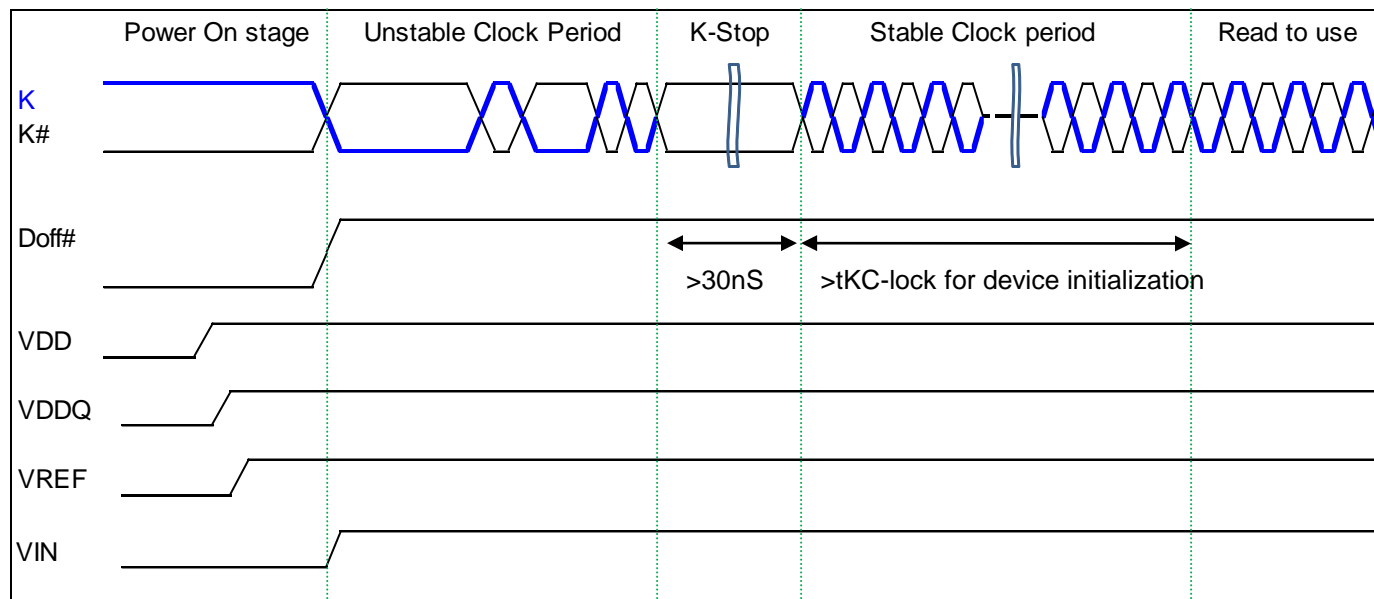 Power On stage Unstable Clock Period K-Stop Stable Clock period Read to use
K
K#
Doff#
>30nS >tKC-lock for device initialization
VDD
VDDQ
VREF
VIN